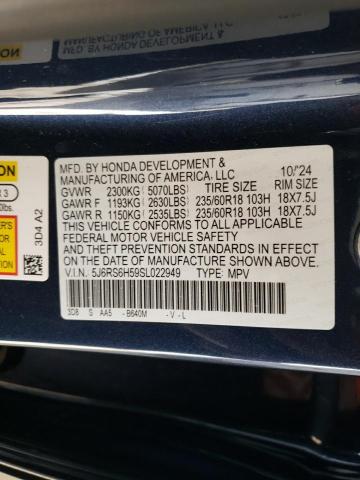 MFG. BY HONDA DEVELOPMENT &
MANUFACTURING OF AMERICA, LLC 10/'24
GVWR 2300KG( 5070LBS) TIRE SIZE RIM SIZE
GAWR F 1193KG( 2630LBS) 235/60R18 103H 18X7.5J
GAWR R 1150KG( 2535LBS) 235/60R18 103H 18X7.5J
THIS VEHICLE CONFORMS TO ALL APPLICABLE
FEDERAL MOTOR VEHICLE SAFETY
AND THEFT PREVENTION STANDARDS IN EFFECT
ON THE DATE OF MANUFACTURE SHOWN ABOVE.
V.I.N. 5J6RS6H59SL022949 TYPE: MPV
3D8 S AA5 -B640M -V-L
3D4 A2